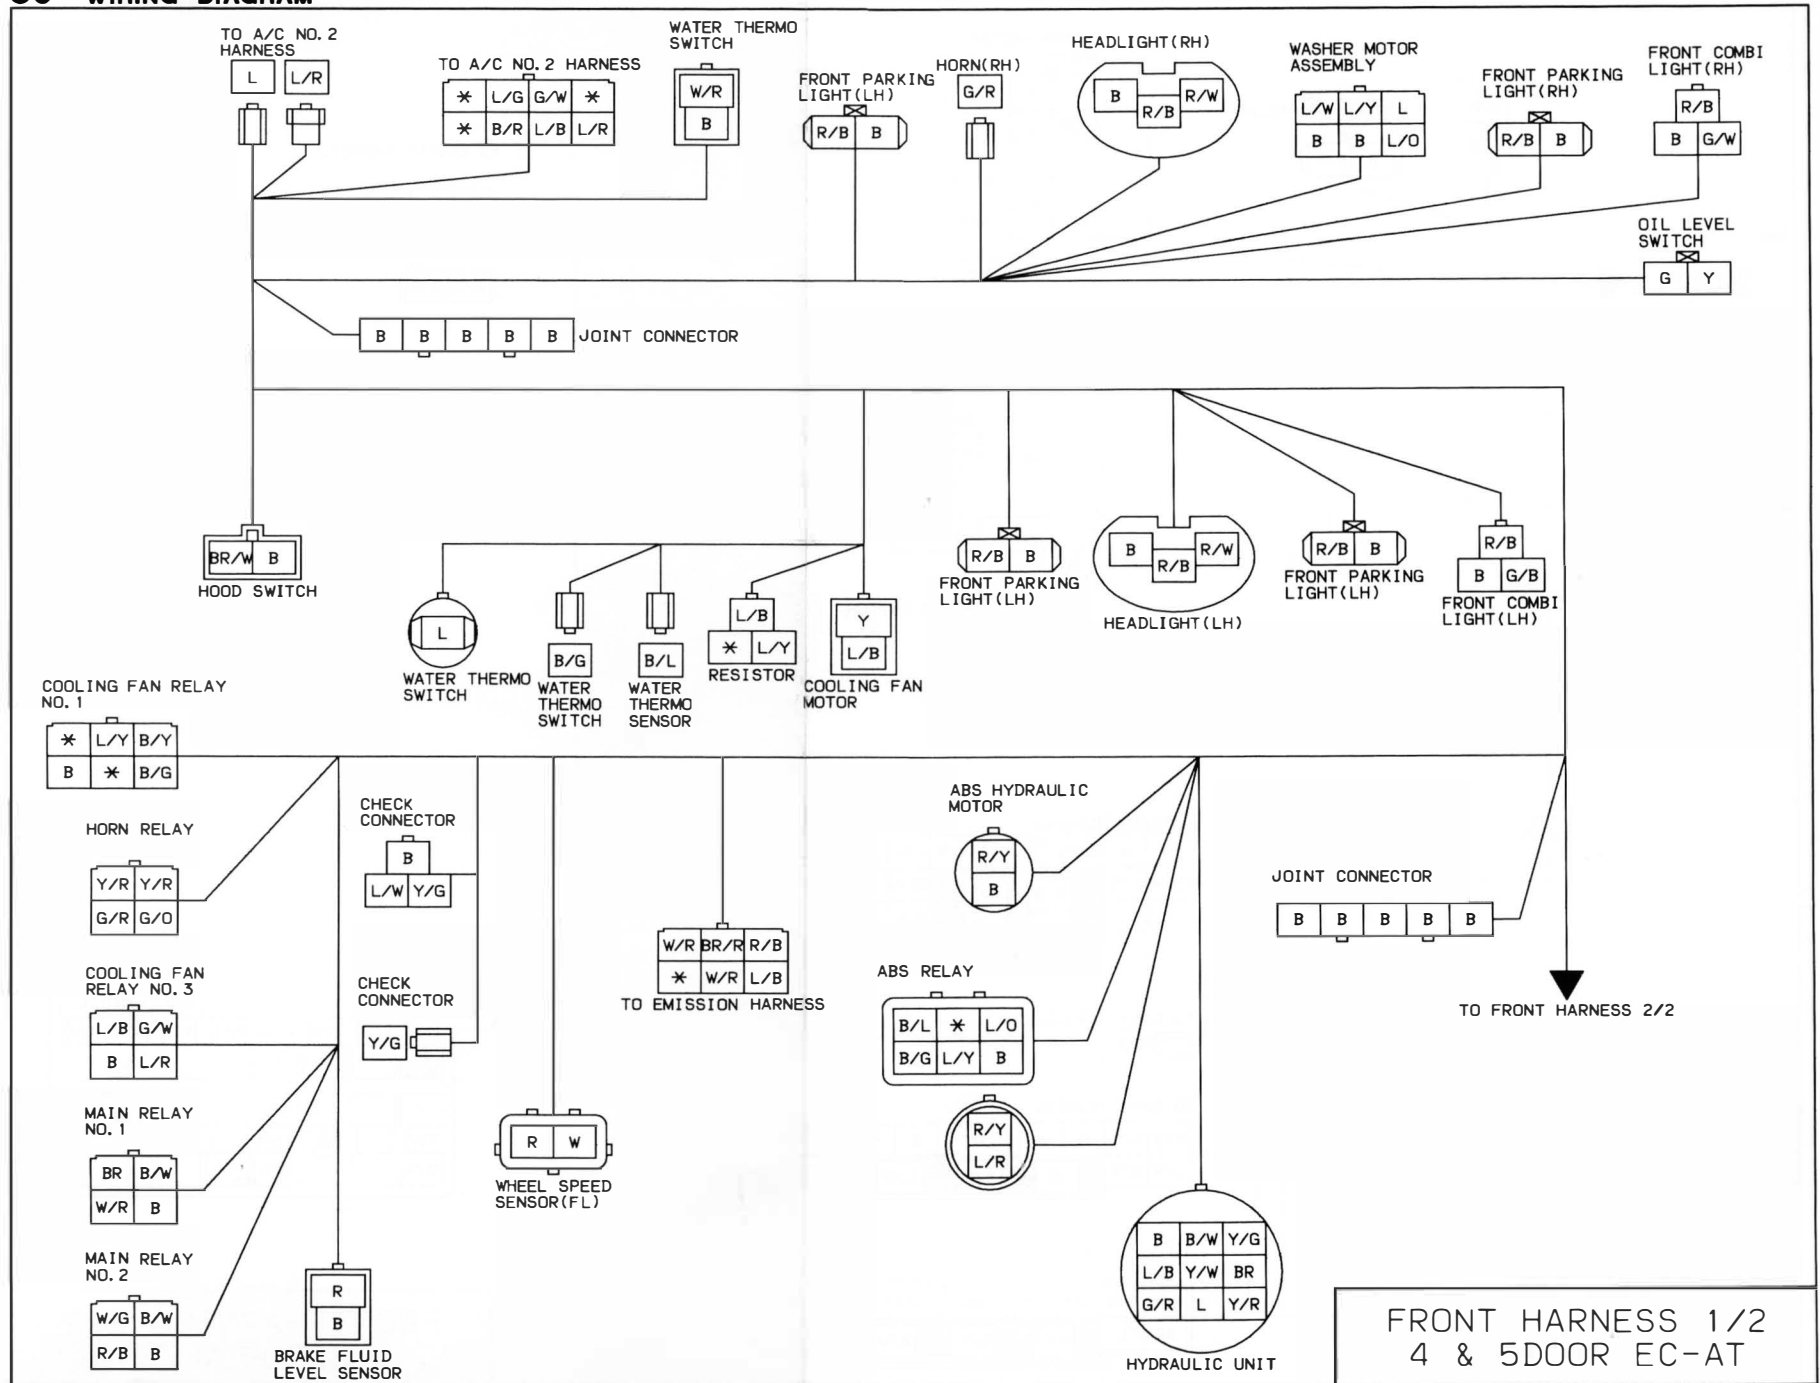 WIRING DIAGRAM
TO A/C NO.2
HARNESS
L L/R
TO A/C NO.2 HARNESS
* L/G G/W *
* B/R L/B L/R
WATER THERMO
SWITCH
W/R
B
FRONT PARKING
LIGHT(LH)
R/B B
HORN(RH)
G/R
HEADLIGHT(RH)
B R/B R/W
WASHER MOTOR
ASSEMBLY
L/W L/Y L
B B L/O
FRONT PARKING
LIGHT(RH)
R/B B
FRONT COMBI
LIGHT(RH)
R/B
B G/W
OIL LEVEL
SWITCH
G Y
B B B B B
JOINT CONNECTOR
BR/W B
HOOD SWITCH
L
WATER THERMO
SWITCH
B/G
WATER
THERMO
SWITCH
B/L
WATER
THERMO
SENSOR
L/B
* L/Y
RESISTOR
Y
L/B
COOLING FAN
MOTOR
R/B B
FRONT PARKING
LIGHT(LH)
B R/B R/W
HEADLIGHT(LH)
R/B B
FRONT PARKING
LIGHT(LH)
R/B
B G/B
FRONT COMBI
LIGHT(LH)
COOLING FAN RELAY
NO.1
* L/Y B/Y
B * B/G
HORN RELAY
Y/R Y/R
G/R G/O
COOLING FAN
RELAY NO.3
L/B G/W
B L/R
MAIN RELAY
NO.1
BR B/W
W/R B
MAIN RELAY
NO.2
W/G B/W
R/B B
R
B
BRAKE FLUID
LEVEL SENSOR
CHECK
CONNECTOR
B
L/W Y/G
CHECK
CONNECTOR
Y/G
R W
WHEEL SPEED
SENSOR(FL)
W/R BR/R R/B
* W/R L/B
TO EMISSION HARNESS
ABS HYDRAULIC
MOTOR
R/Y
B
ABS RELAY
B/L * L/O
B/G L/Y B
R/Y
L/R
B B/W Y/G
L/B Y/W BR
G/R L Y/R
HYDRAULIC UNIT
JOINT CONNECTOR
B B B B B
TO FRONT HARNESS 2/2
FRONT HARNESS 1/2
4 & 5DOOR EC-AT